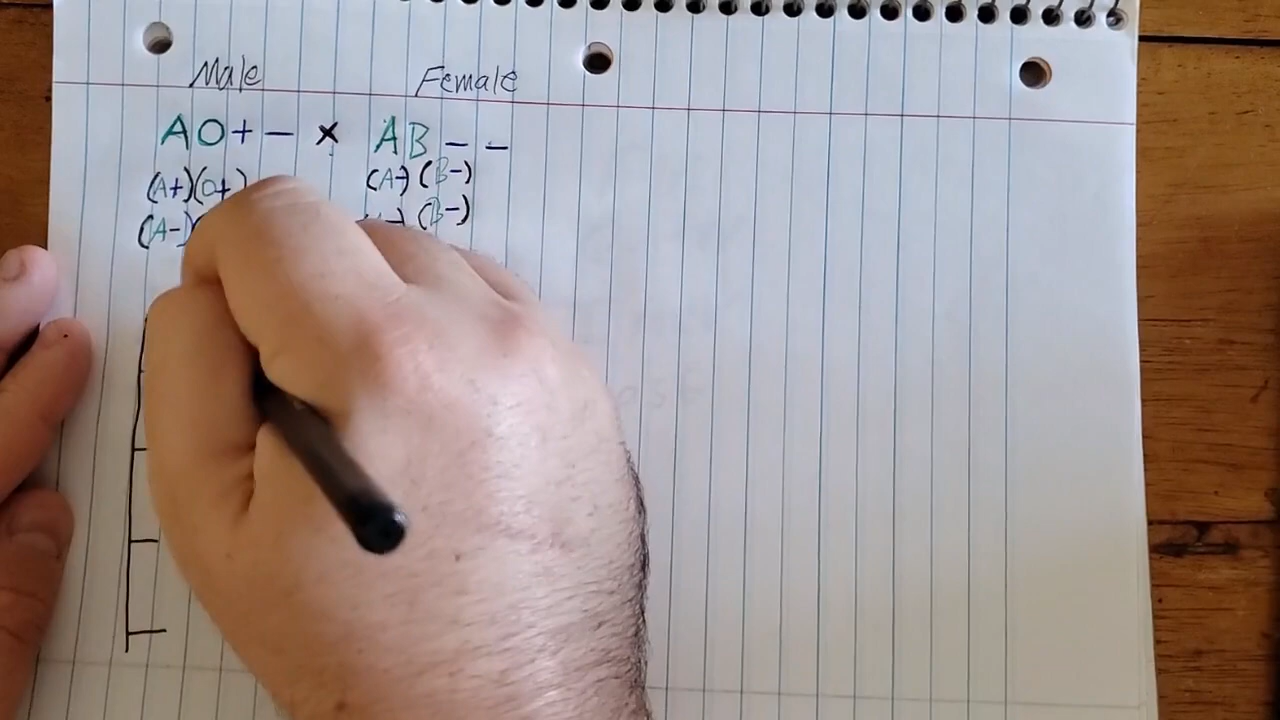 Male Female
AO+− × AB−−
(A+)(O+) (A-)(B-)
(A-) (B-)